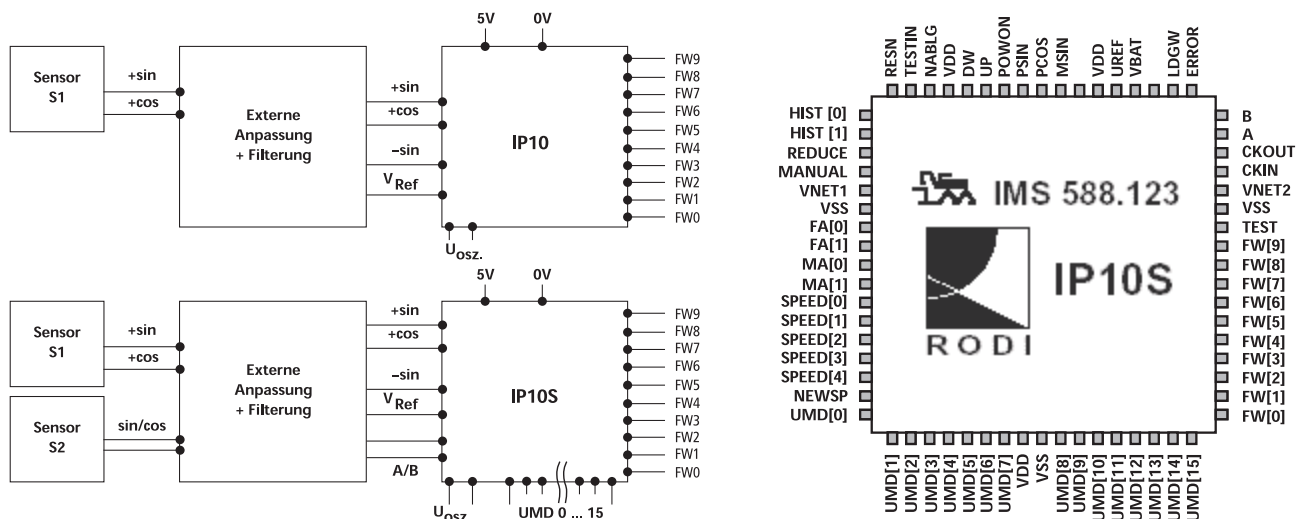 5V 0V
Sensor
S1
+sin
+cos
Externe
Anpassung
+ Filterung
+sin
+cos
–sin
VRef
IP10
Uosz.
FW9
FW8
FW7
FW6
FW5
FW4
FW3
FW2
FW1
FW0
5V 0V
Sensor
S1
+sin
+cos
Sensor
S2
sin/cos
Externe
Anpassung
+ Filterung
+sin
+cos
–sin
VRef
A/B
IP10S
Uosz.
UMD 0 ... 15
FW9
FW8
FW7
FW6
FW5
FW4
FW3
FW2
FW1
FW0
RESN
TESTIN
NABLG
VDD
DW
UP
POWON
PSIN
PCOS
MSIN
VDD
UREF
VBAT
LDGW
ERROR
HIST [0]
HIST [1]
REDUCE
MANUAL
VNET1
VSS
FA[0]
FA[1]
MA[0]
MA[1]
SPEED[0]
SPEED[1]
SPEED[2]
SPEED[3]
SPEED[4]
NEWSP
UMD[0]
IMS 588.123
IP10S
RODI
B
A
CKOUT
CKIN
VNET2
VSS
TEST
FW[9]
FW[8]
FW[7]
FW[6]
FW[5]
FW[4]
FW[3]
FW[2]
FW[1]
FW[0]
UMD[1]
UMD[2]
UMD[3]
UMD[4]
UMD[5]
UMD[6]
UMD[7]
VDD
VSS
UMD[8]
UMD[9]
UMD[10]
UMD[11]
UMD[12]
UMD[13]
UMD[14]
UMD[15]